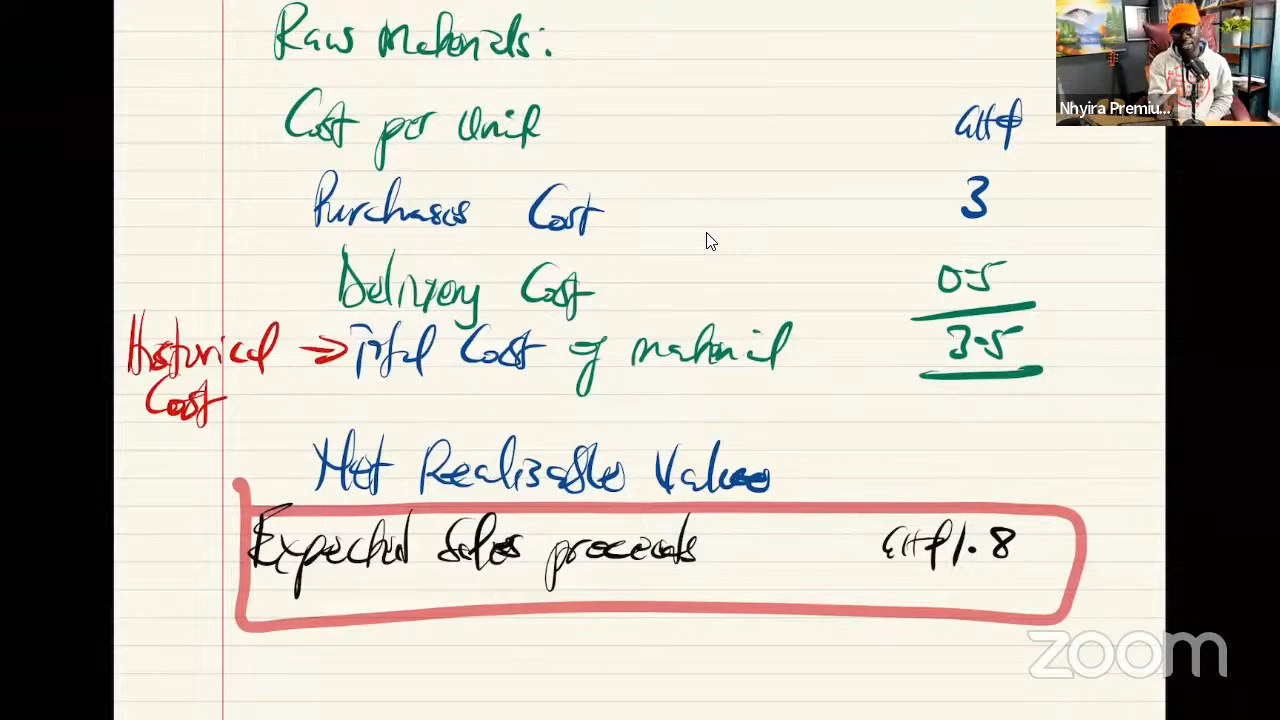 Raw Materials:
Nhyira Premiu...
Cost per Unit GH¢
Purchases Cost 3
Delivery Cost 0.5
Historical Cost → Total Cost of material 3.5
Net Realisable Value
Expected Sales proceeds GH¢1.8
zoom